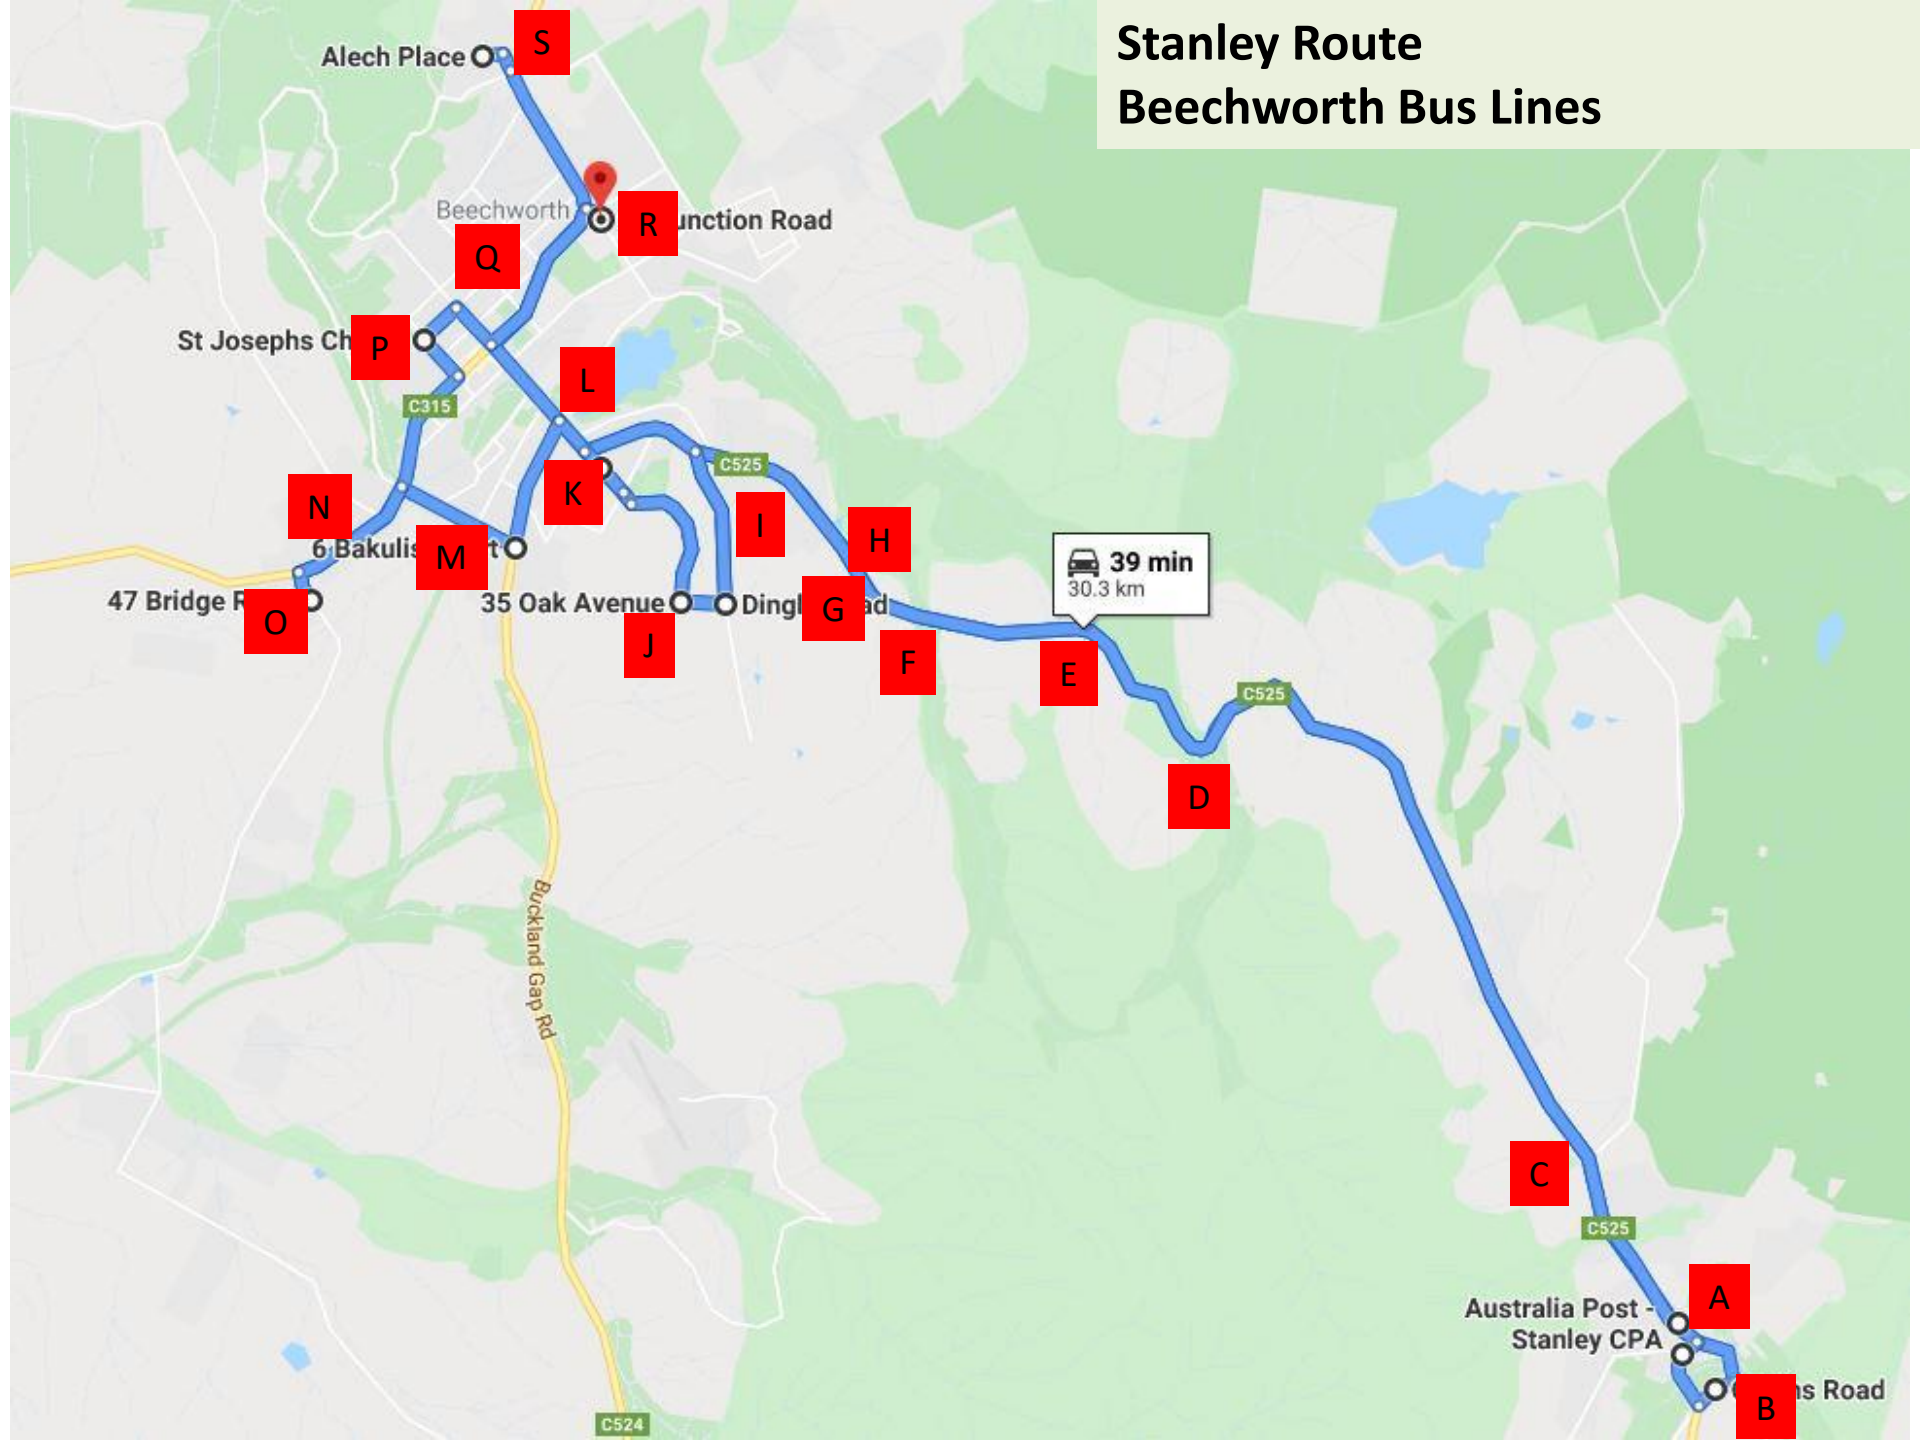 Stanley Route
Beechworth Bus Lines
S
Alech Place
Beechworth
R
unction Road
Q
St Josephs Ch
P
L
C315
C525
K
N
I
H
6 Bakulis
M
t
39 min
30.3 km
47 Bridge R
O
35 Oak Avenue
Dingl
G
ad
J
F
E
C525
D
Buckland Gap Rd
C
C525
A
Australia Post -
Stanley CPA
B
ns Road
C524